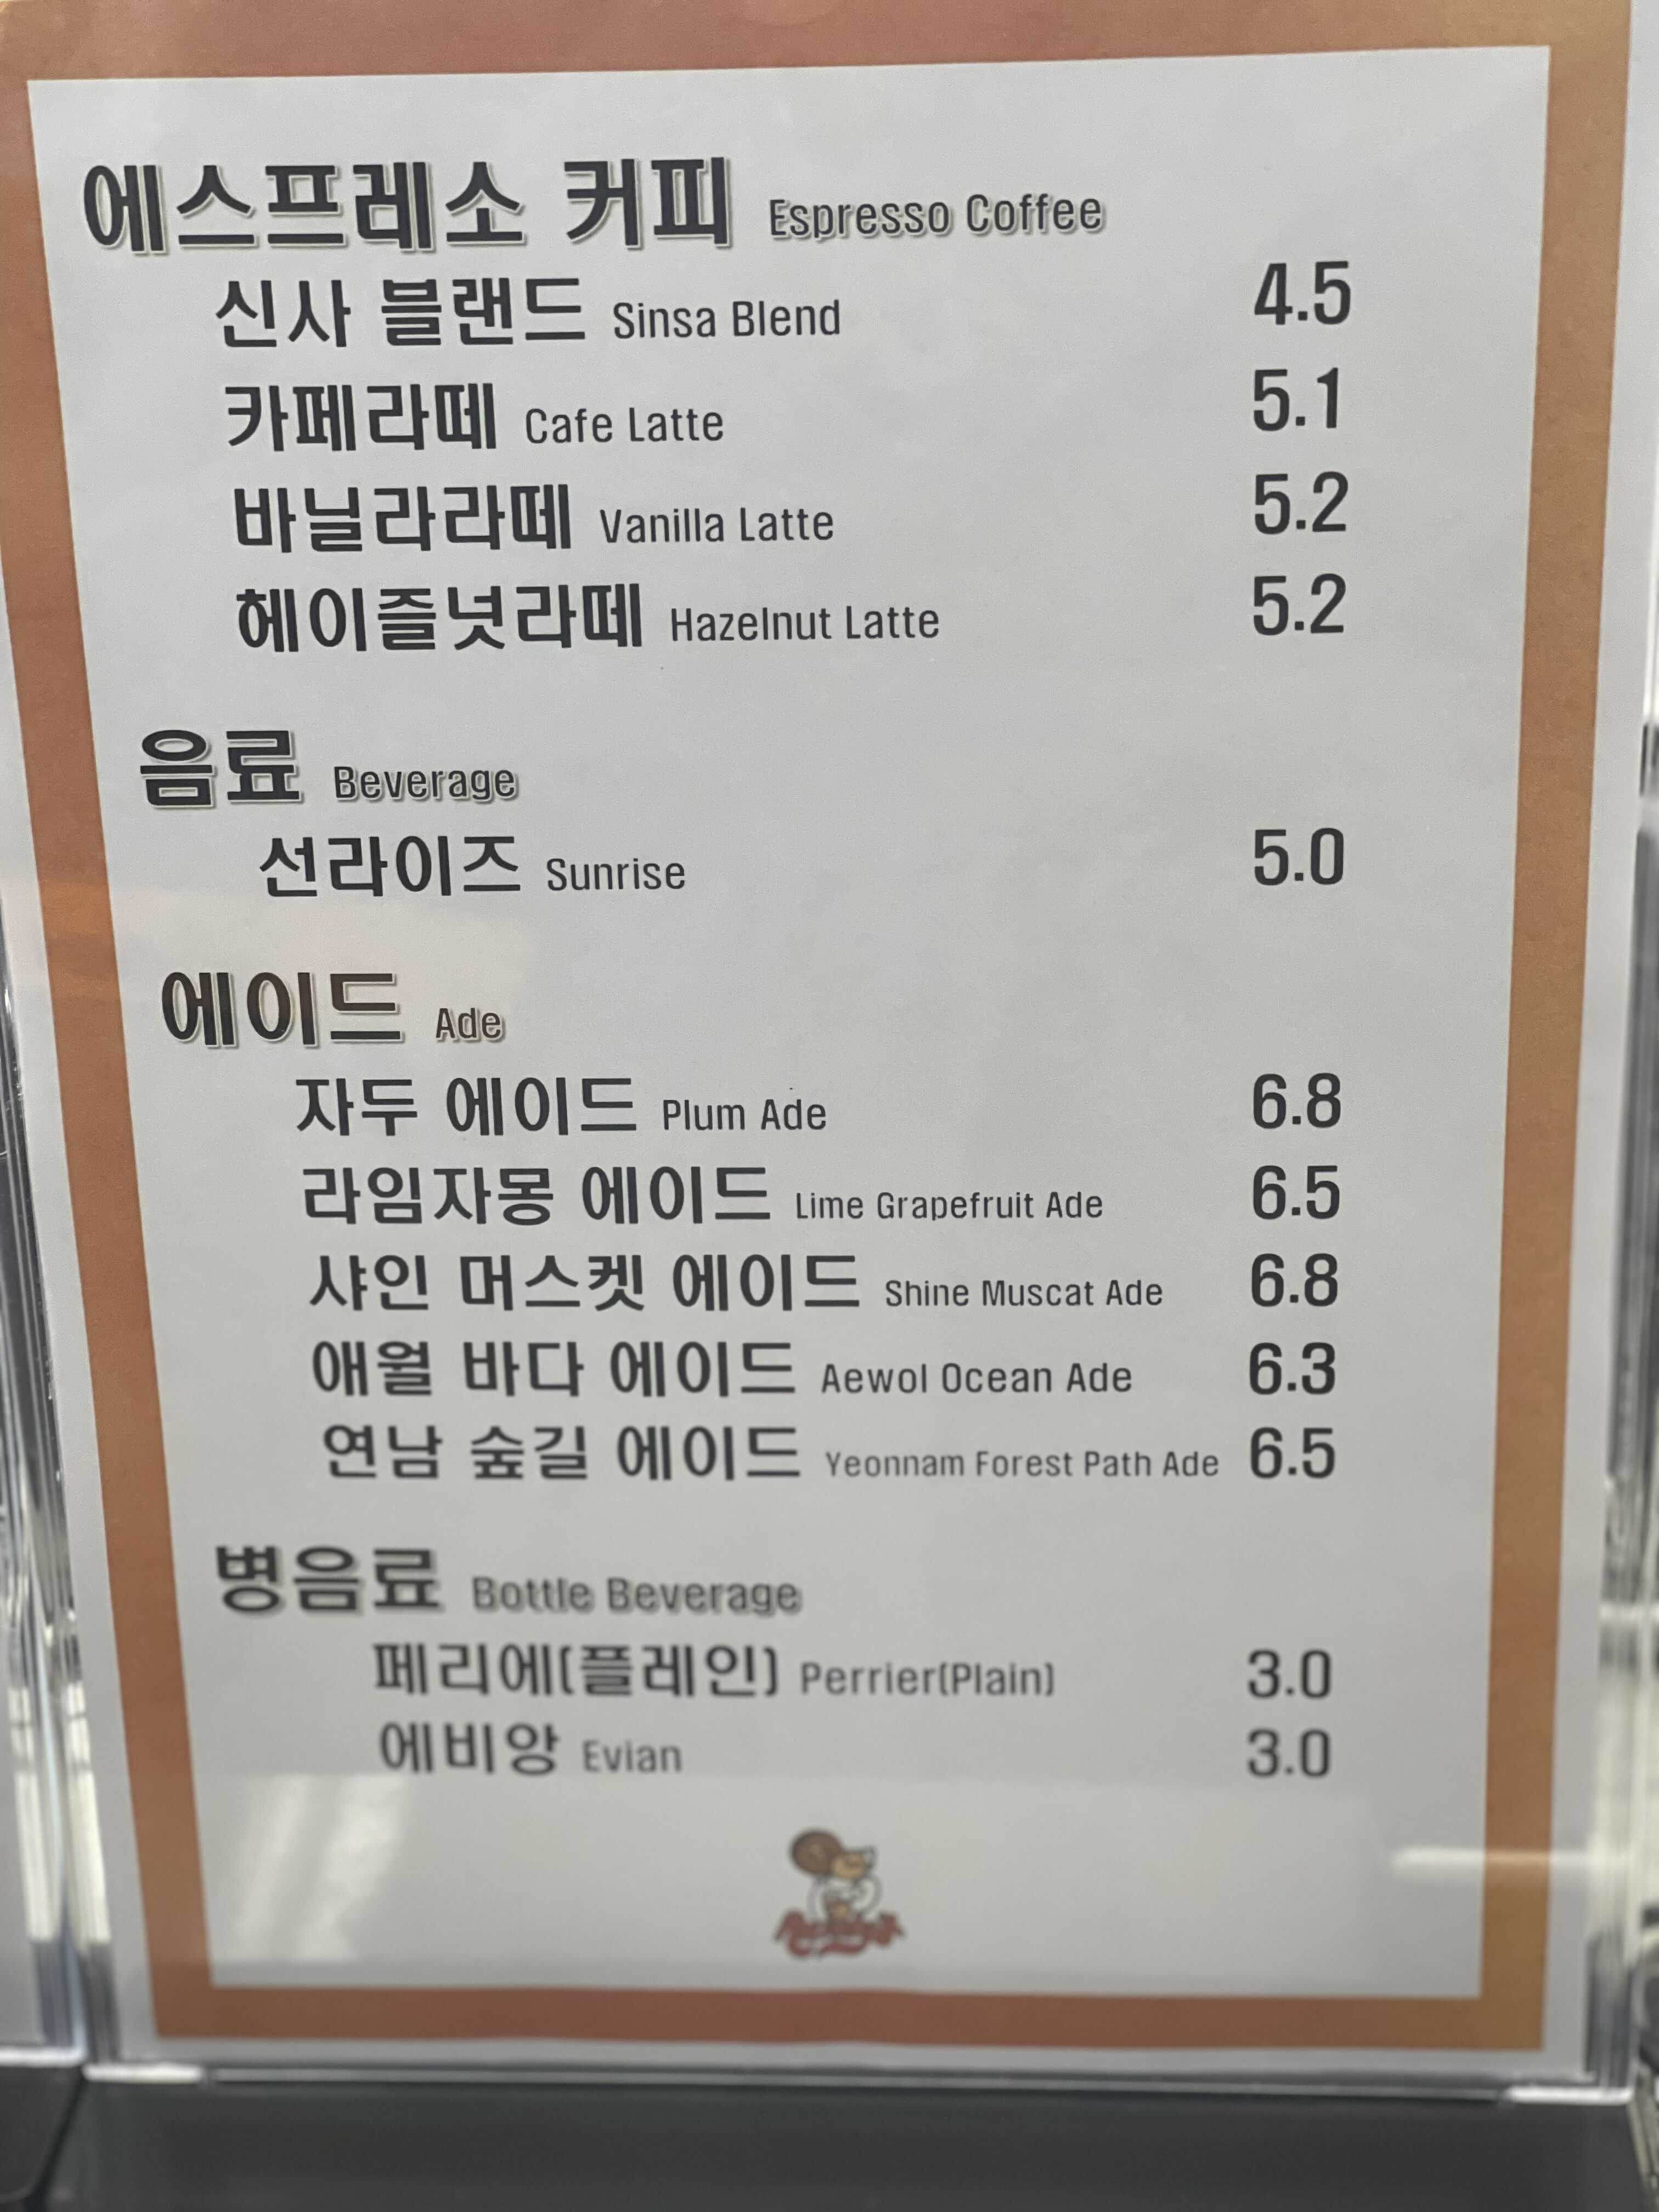 에스프레소 커피 Espresso Coffee
신사 블랜드 Sinsa Blend 4.5
카페라떼 Cafe Latte 5.1
바닐라라떼 Vanilla Latte 5.2
헤이즐넛라떼 Hazelnut Latte 5.2
음료 Beverage
선라이즈 Sunrise 5.0
에이드 Ade
자두 에이드 Plum Ade 6.8
라임자몽 에이드 Lime Grapefruit Ade 6.5
샤인 머스켓 에이드 Shine Muscat Ade 6.8
애월 바다 에이드 Aewol Ocean Ade 6.3
연남 숲길 에이드 Yeonnam Forest Path Ade 6.5
병음료 Bottle Beverage
페리에(플레인) Perrier(Plain) 3.0
에비앙 Evian 3.0